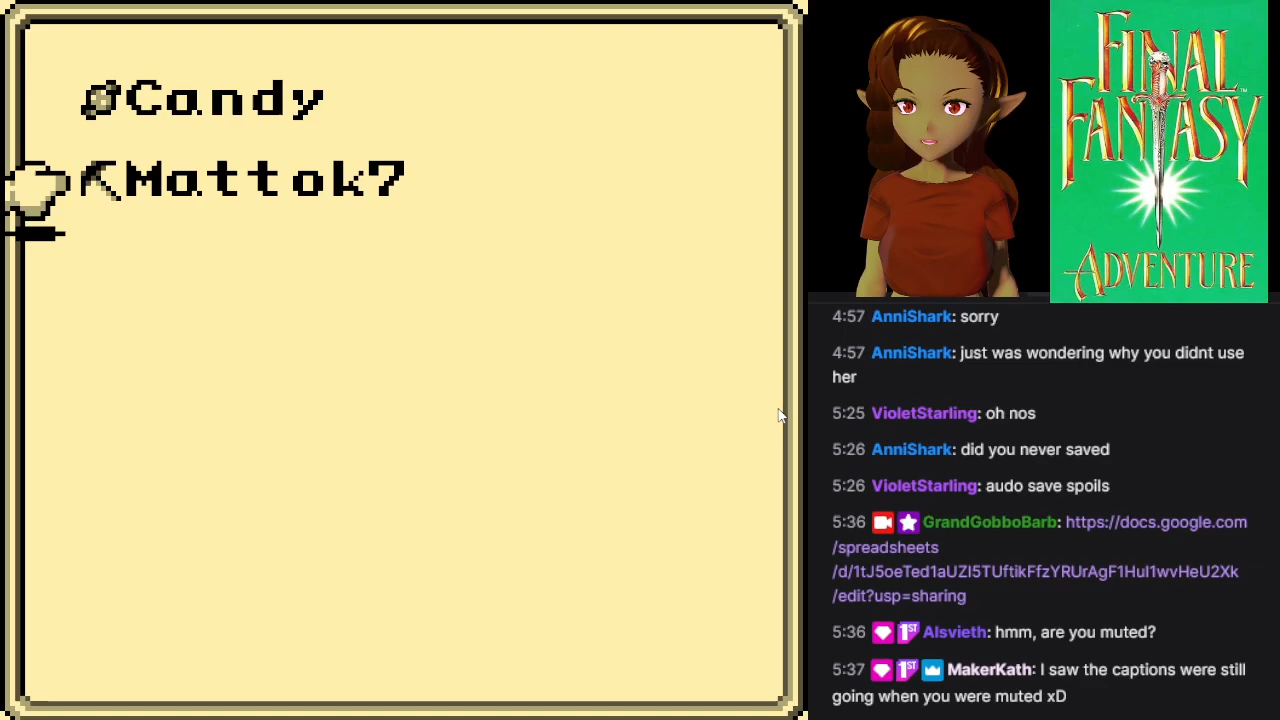 Candy
Mattok7
FINAL
FANTASY
ADVENTURE
4:57 AnniShark: sorry
4:57 AnniShark: just was wondering why you didnt use
her
5:25 VioletStarling: oh nos
5:26 AnniShark: did you never saved
5:26 VioletStarling: audo save spoils
5:36 GrandGobboBarb: https://docs.google.com
/spreadsheets
/d/1tJ5oeTed1aUZI5TUftikFfzYRUrAgF1Hul1wvHeU2Xk
/edit?usp=sharing
5:36 1ST Alsvieth: hmm, are you muted?
5:37 1ST MakerKath: I saw the captions were still
going when you were muted xD